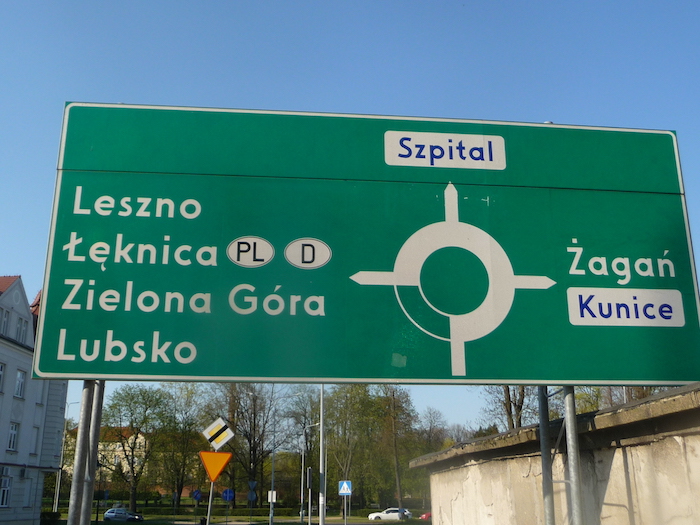 Szpital
Leszno
Łęknica PL D
Zielona Góra
Lubsko
Żagań
Kunice